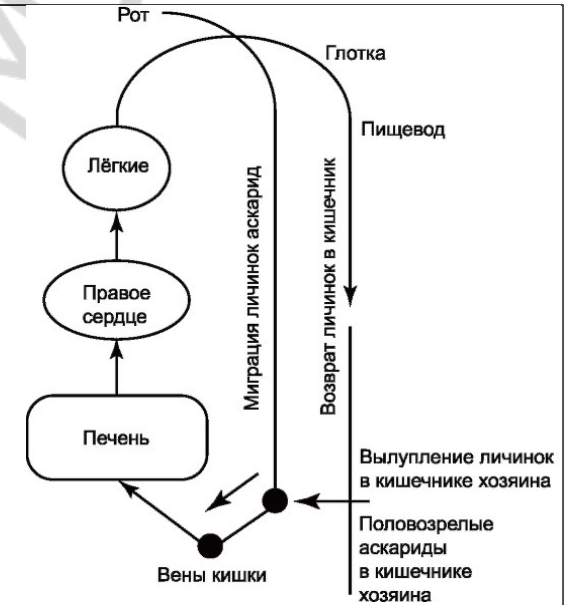 Рот
Глотка
Пищевод
Лёгкие
Миграция личинок аскарид
Возврат личинок в кишечник
Правое
сердце
Печень
Вылупление личинок
в кишечнике хозяина
Половозрелые
аскариды
в кишечнике
хозяина
Вены кишки